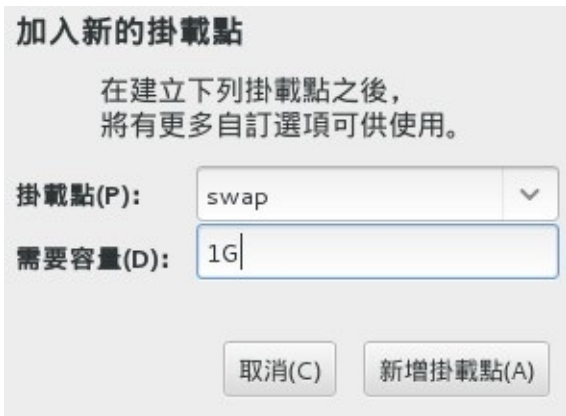 加入新的掛載點
在建立下列掛載點之後，
將有更多自訂選項可供使用。
掛載點(P): swap
需要容量(D): 1G
取消(C) 新增掛載點(A)